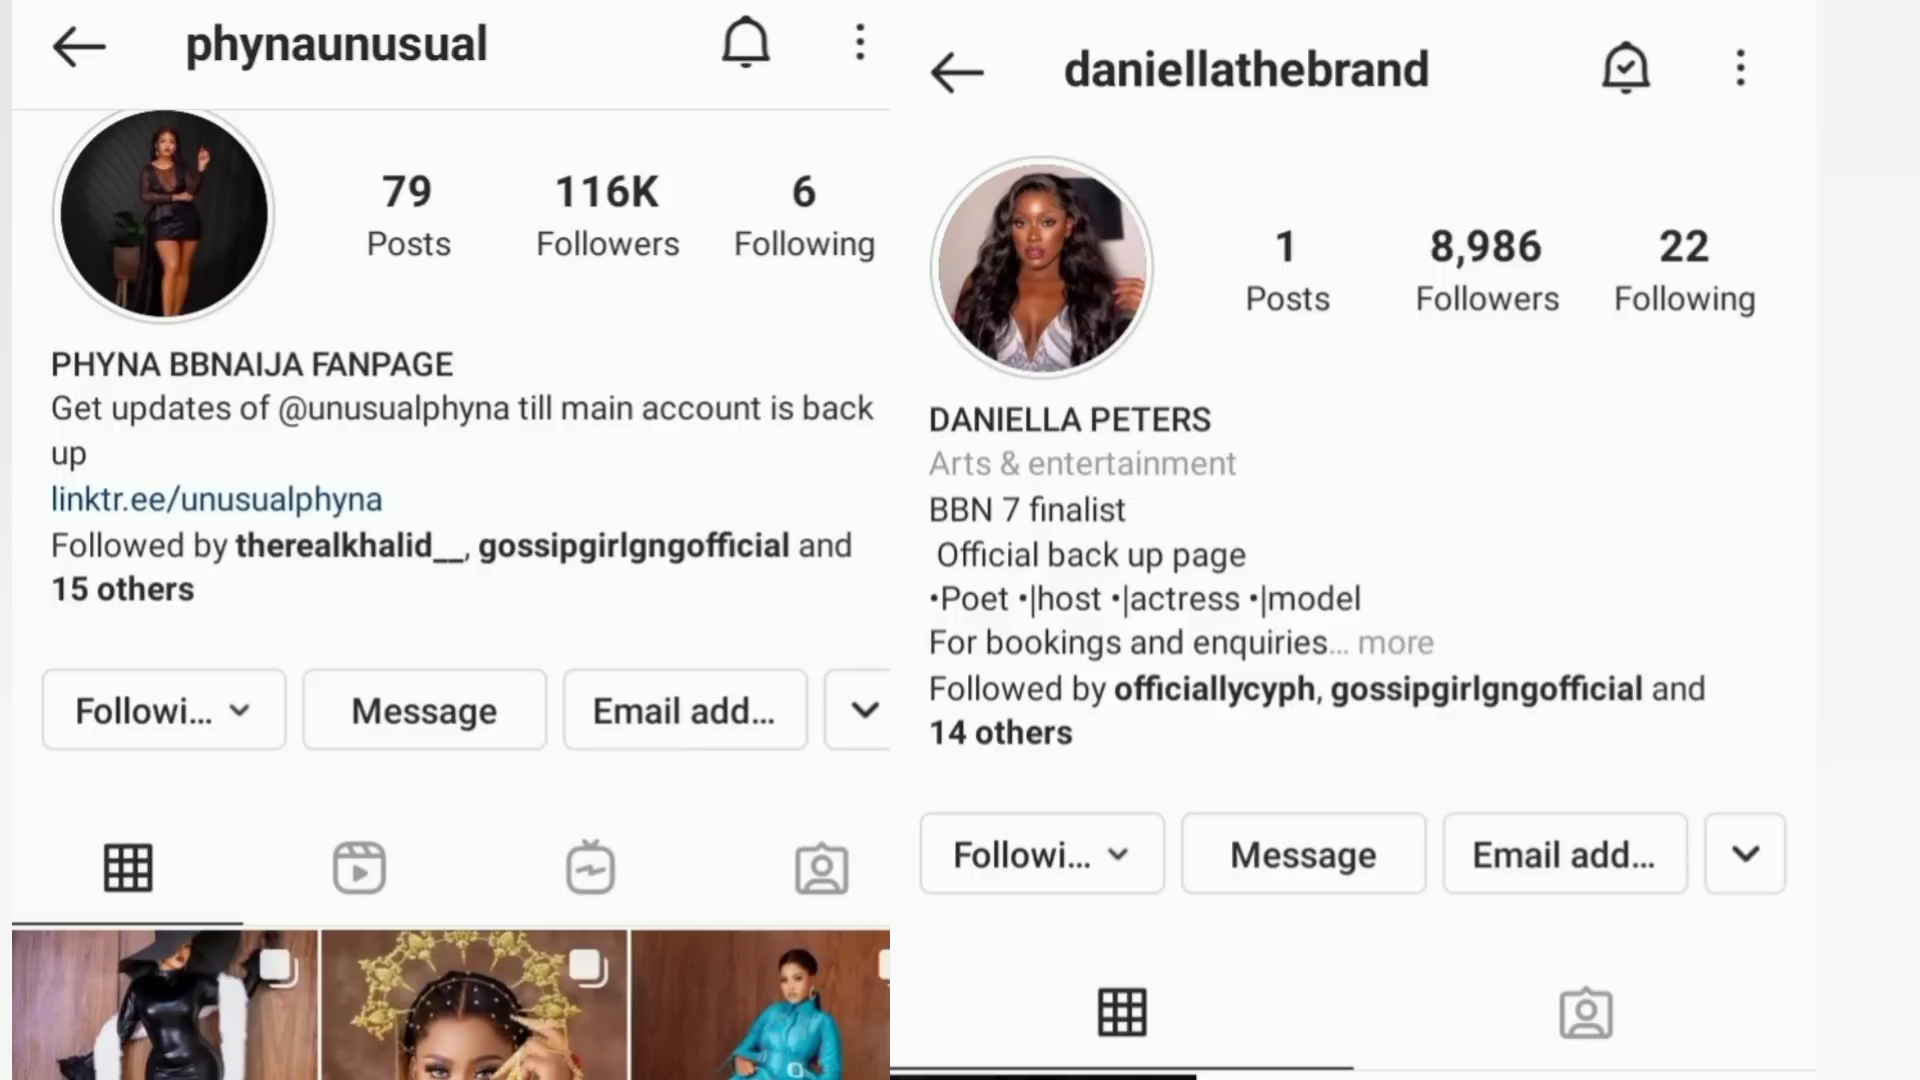 phynaunusual
79
116K
6
Posts
Followers
Following
PHYNA BBNAIJA FANPAGE
Get updates of @unusualphyna till main account is back
up
linktr.ee/unusualphyna
Followed by therealkhalid__, gossipgirlgngofficial and
15 others
Followi...
Message
Email add...
daniellathebrand
1
8,986
22
Posts
Followers
Following
DANIELLA PETERS
Arts & entertainment
BBN 7 finalist
Official back up page
•Poet •|host •|actress •|model
For bookings and enquiries... more
Followed by officiallycyph, gossipgirlgngofficial and
14 others
Followi...
Message
Email add...